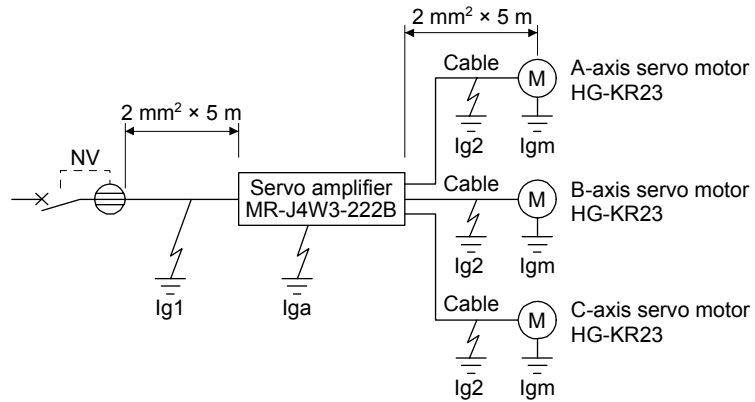 2 mm² × 5 m
Cable
M
A-axis servo motor
HG-KR23
2 mm² × 5 m
Ig2
Igm
NV
Servo amplifier
MR-J4W3-222B
Cable
M
B-axis servo motor
HG-KR23
Ig2
Igm
Ig1
Iga
Cable
M
C-axis servo motor
HG-KR23
Ig2
Igm